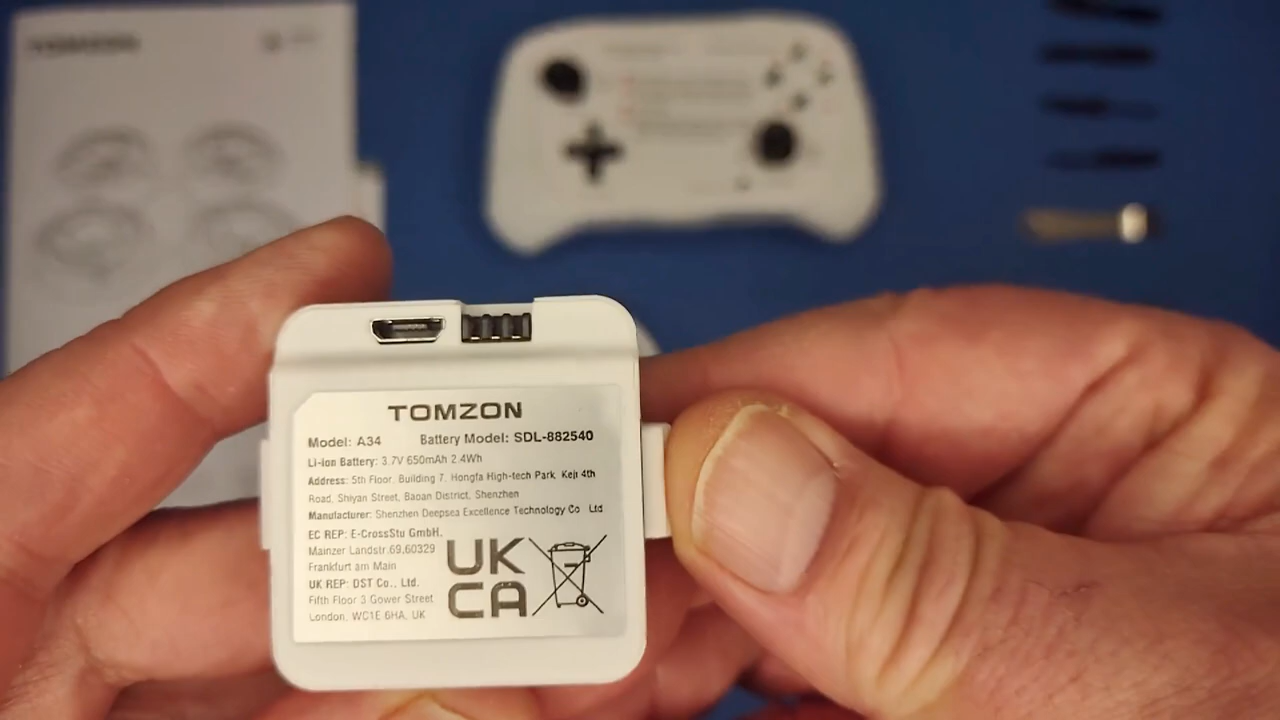 TOMZON
TOMZON
Model: A34 Battery Model: SDL-882540
Li-ion Battery: 3.7V 650mAh 2.4Wh
Address: 5th Floor, Building 7, Hongfa High-tech Park, Keji 4th
Road, Shiyan Street, Baoan District, Shenzhen
Manufacturer: Shenzhen Deepsea Excellence Technology Co Ltd
EC REP: E-CrossStu GmbH.
Mainzer Landstr.69,60329
Frankfurt am Main
UK REP: DST Co., Ltd.
Fifth Floor 3 Gower Street
London, WC1E 6HA, UK
UK
CA